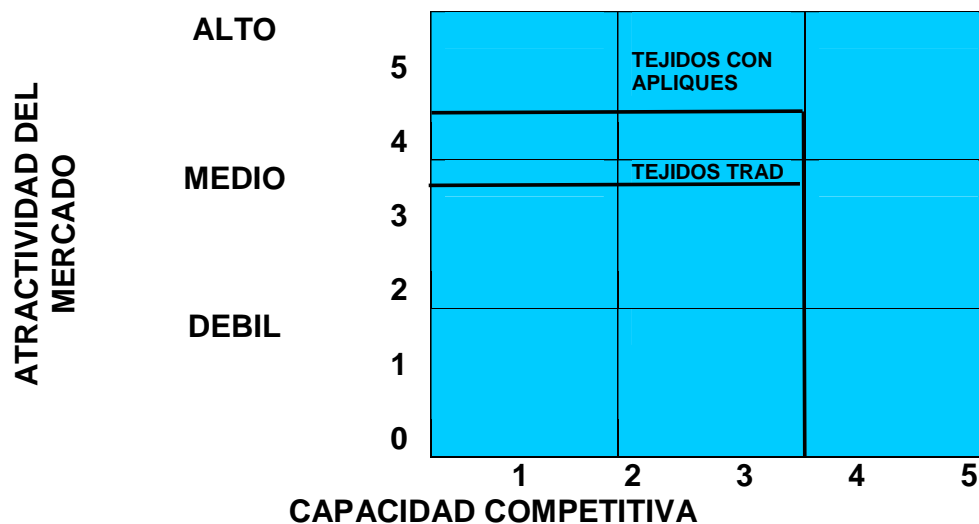 ALTO
5
TEJIDOS CON
APLIQUES
4
MEDIO
TEJIDOS TRAD
3
2
DEBIL
1
0
ATRACTIVIDAD DEL
MERCADO
1 2 3 4 5
CAPACIDAD COMPETITIVA